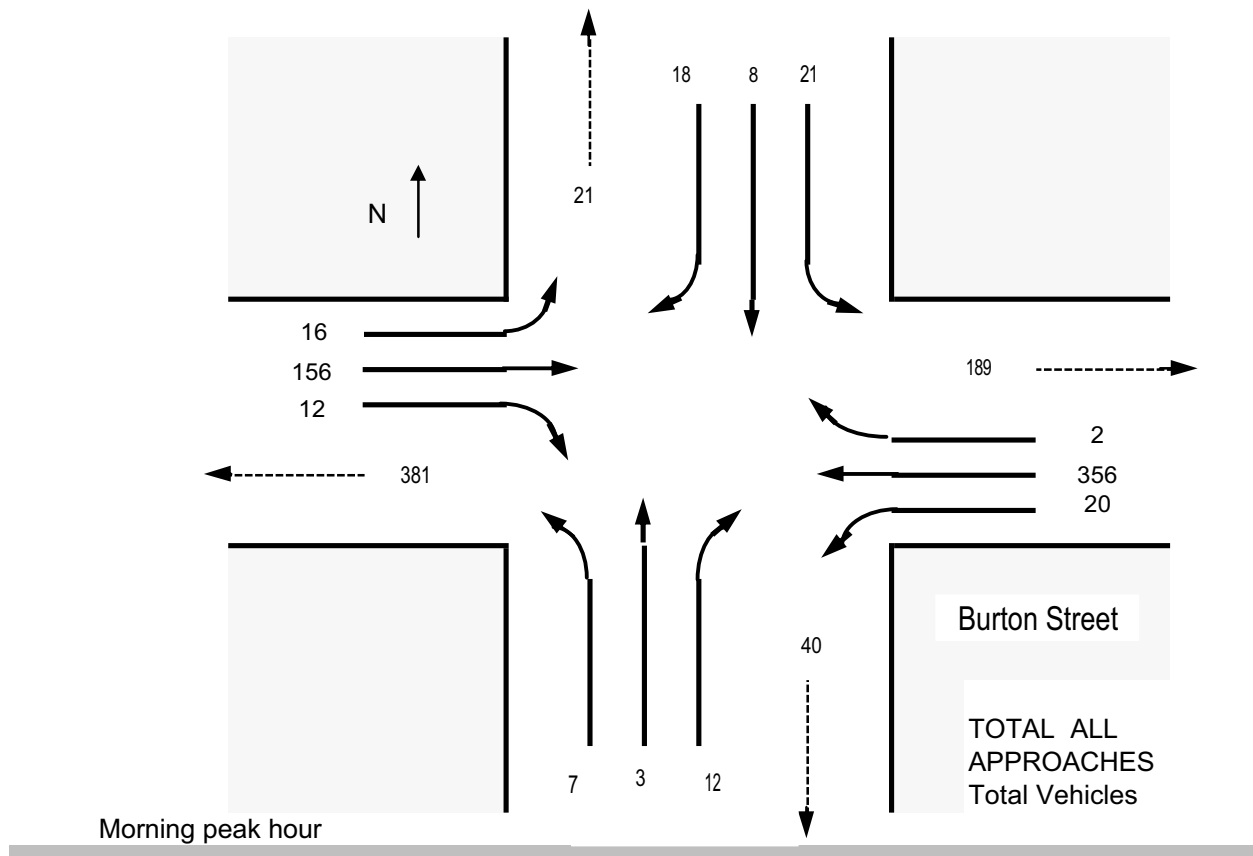 18 8 21
21
N
16
156
12
189
2
356
20
381
Burton Street
40
TOTAL ALL
APPROACHES
Total Vehicles
7 3 12
Morning peak hour